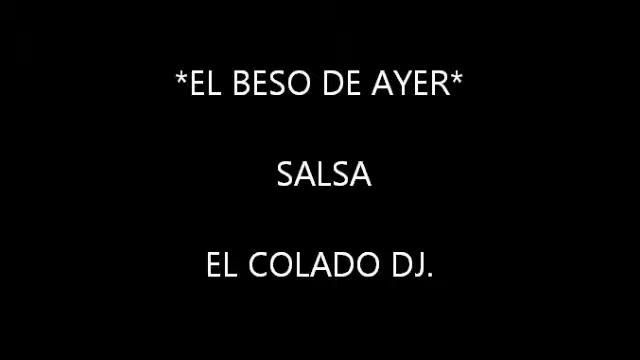 *EL BESO DE AYER*
SALSA
EL COLADO DJ.